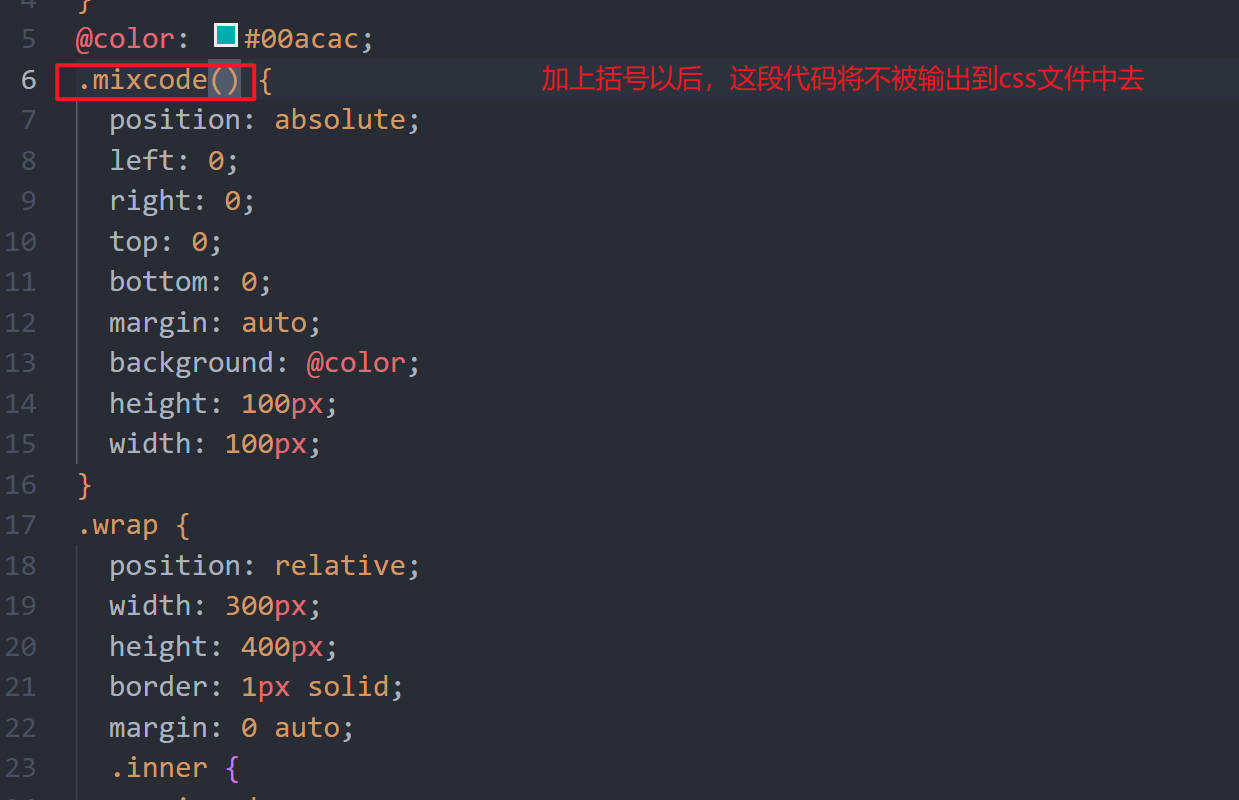 5 @color: #00acac;
6 .mixcode() { 加上括号以后，这段代码将不被输出到css文件中去
7 position: absolute;
8 left: 0;
9 right: 0;
10 top: 0;
11 bottom: 0;
12 margin: auto;
13 background: @color;
14 height: 100px;
15 width: 100px;
16 }
17 .wrap {
18 position: relative;
19 width: 300px;
20 height: 400px;
21 border: 1px solid;
22 margin: 0 auto;
23 .inner {